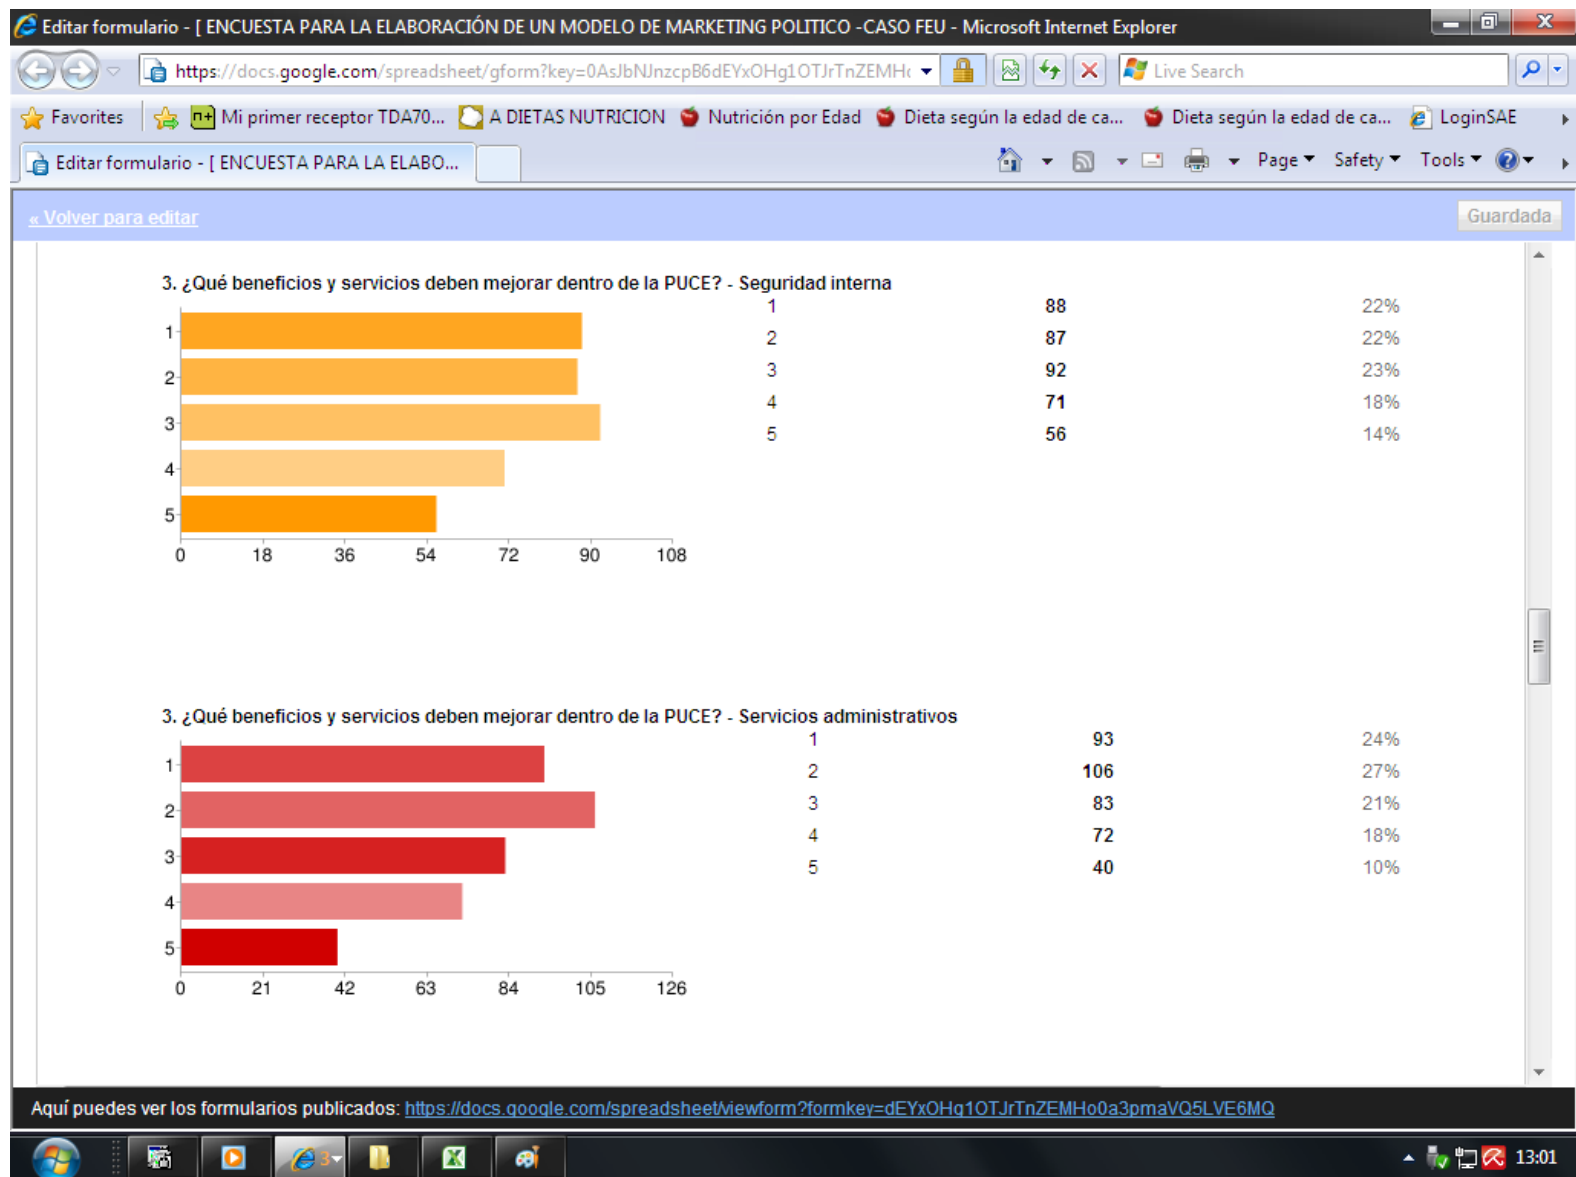 Editar formulario - [ ENCUESTA PARA LA ELABORACIÓN DE UN MODELO DE MARKETING POLITICO -CASO FEU - Microsoft Internet Explorer
https://docs.google.com/spreadsheet/gform?key=0AsJbNJnzcpB6dEYxOHg1OTJrTnZEMH Live Search
Favorites Mi primer receptor TDA70... A DIETAS NUTRICION Nutrición por Edad Dieta según la edad de ca... Dieta según la edad de ca... LoginSAE
Editar formulario - [ ENCUESTA PARA LA ELABO... Page Safety Tools
« Volver para editar Guardada
3. ¿Qué beneficios y servicios deben mejorar dentro de la PUCE? - Seguridad interna
1 88 22%
2 87 22%
3 92 23%
4 71 18%
5 56 14%
1
2
3
4
5
0 18 36 54 72 90 108
3. ¿Qué beneficios y servicios deben mejorar dentro de la PUCE? - Servicios administrativos
1 93 24%
2 106 27%
3 83 21%
4 72 18%
5 40 10%
1
2
3
4
5
0 21 42 63 84 105 126
Aquí puedes ver los formularios publicados: https://docs.google.com/spreadsheet/viewform?formkey=dEYxOHg1OTJrTnZEMHo0a3pmaVQ5LVE6MQ
3 13:01